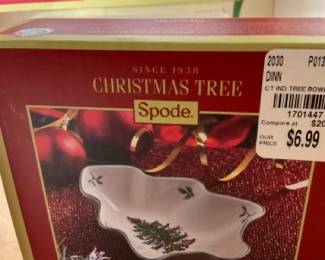 SINCE 1938
CHRISTMAS TREE
Spode.
2030 P013
DINN
CT IND TREE BOW
1701447
Compare at $20
OUR PRICE $6.99